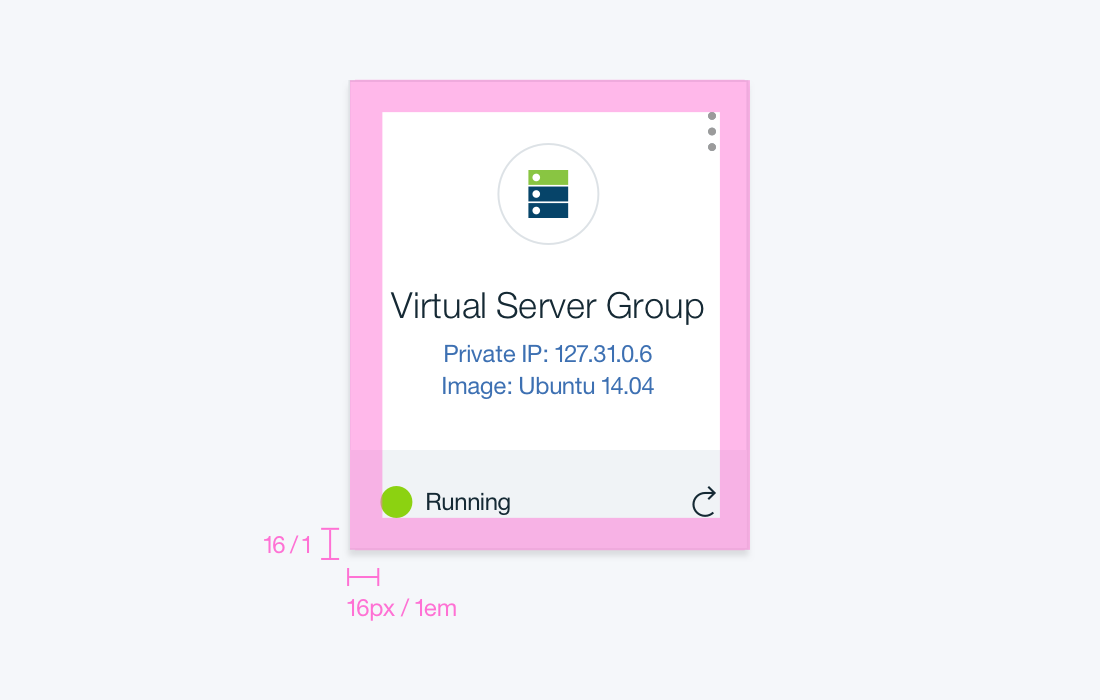 Virtual Server Group
Private IP: 127.31.0.6
Image: Ubuntu 14.04
Running
16 / 1
16px / 1em